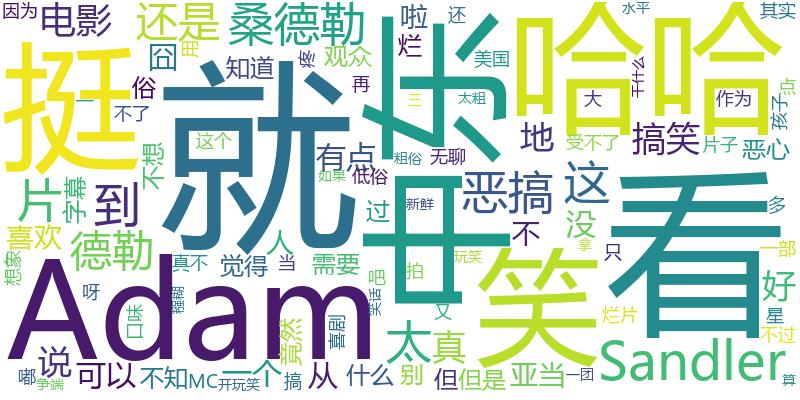 因为
电影
还是
桑德勒
啦
还
水平
其实
用
烂
观众
美国
哈哈
挺
囧
知道
疼
再
三
太粗
干什么
点
俗
就
大
作为
孩子
一
不了
这个
有点
粗俗
无聊
地
搞笑
受不了
片子
恶心
不想
如果
低俗
恶搞
这
看
片
到
字幕
过
新鲜
没
多
喜欢
德勒
人
不
想象
真不
觉得
当
需要
吧
拍
玩笑
拿
只
一部
呀
口味
糊糊
竟然
喜剧
笑话
又
笑
烂片
好
星
不过
Adam
太
真
Sandler
嘟
说
争端
可以
不知
MC
开玩笑
一个
搞
从
什么
别
但
但是
亚当
一团
算